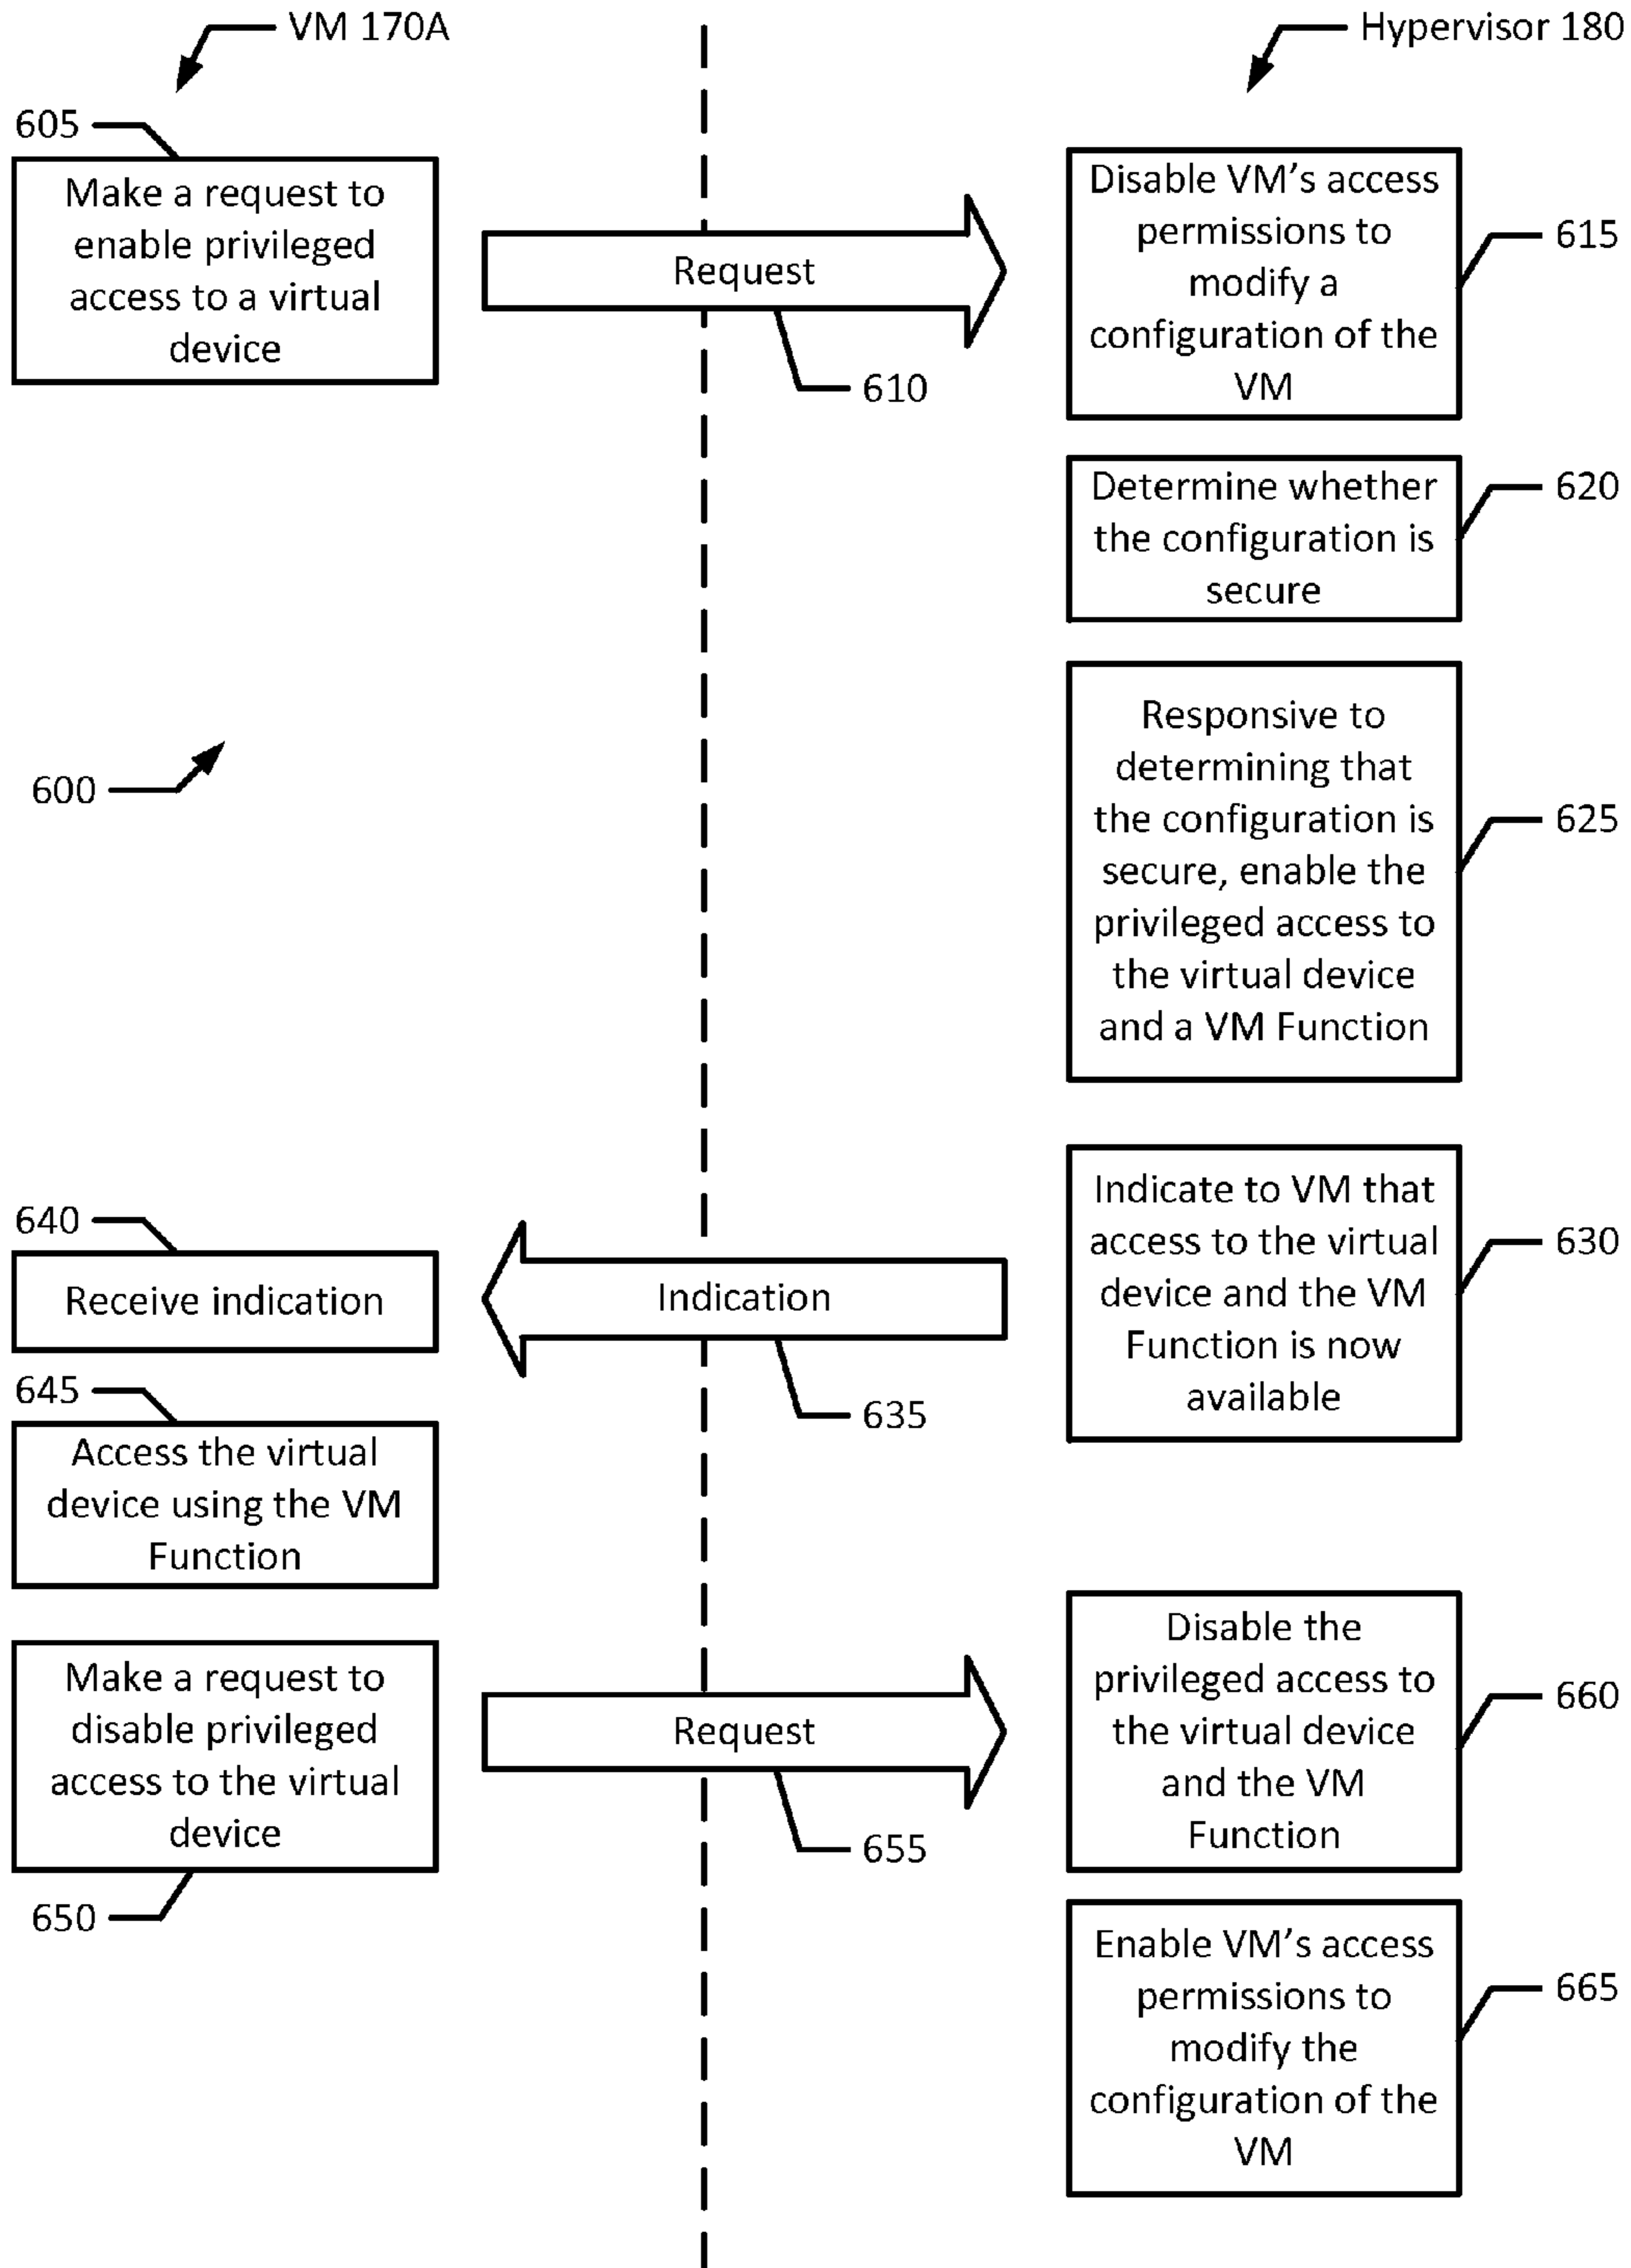 VM 170A
Hypervisor 180
605
Make a request to
enable privileged
access to a virtual
device
Request
610
Disable VM’s access
permissions to
modify a
configuration of the
VM
615
Determine whether
the configuration is
secure
620
600
Responsive to
determining that
the configuration is
secure, enable the
privileged access to
the virtual device
and a VM Function
625
Indicate to VM that
access to the virtual
device and the VM
Function is now
available
630
Indication
635
640
Receive indication
645
Access the virtual
device using the VM
Function
Make a request to
disable privileged
access to the virtual
device
650
Request
655
Disable the
privileged access to
the virtual device
and the VM
Function
660
Enable VM’s access
permissions to
modify the
configuration of the
VM
665